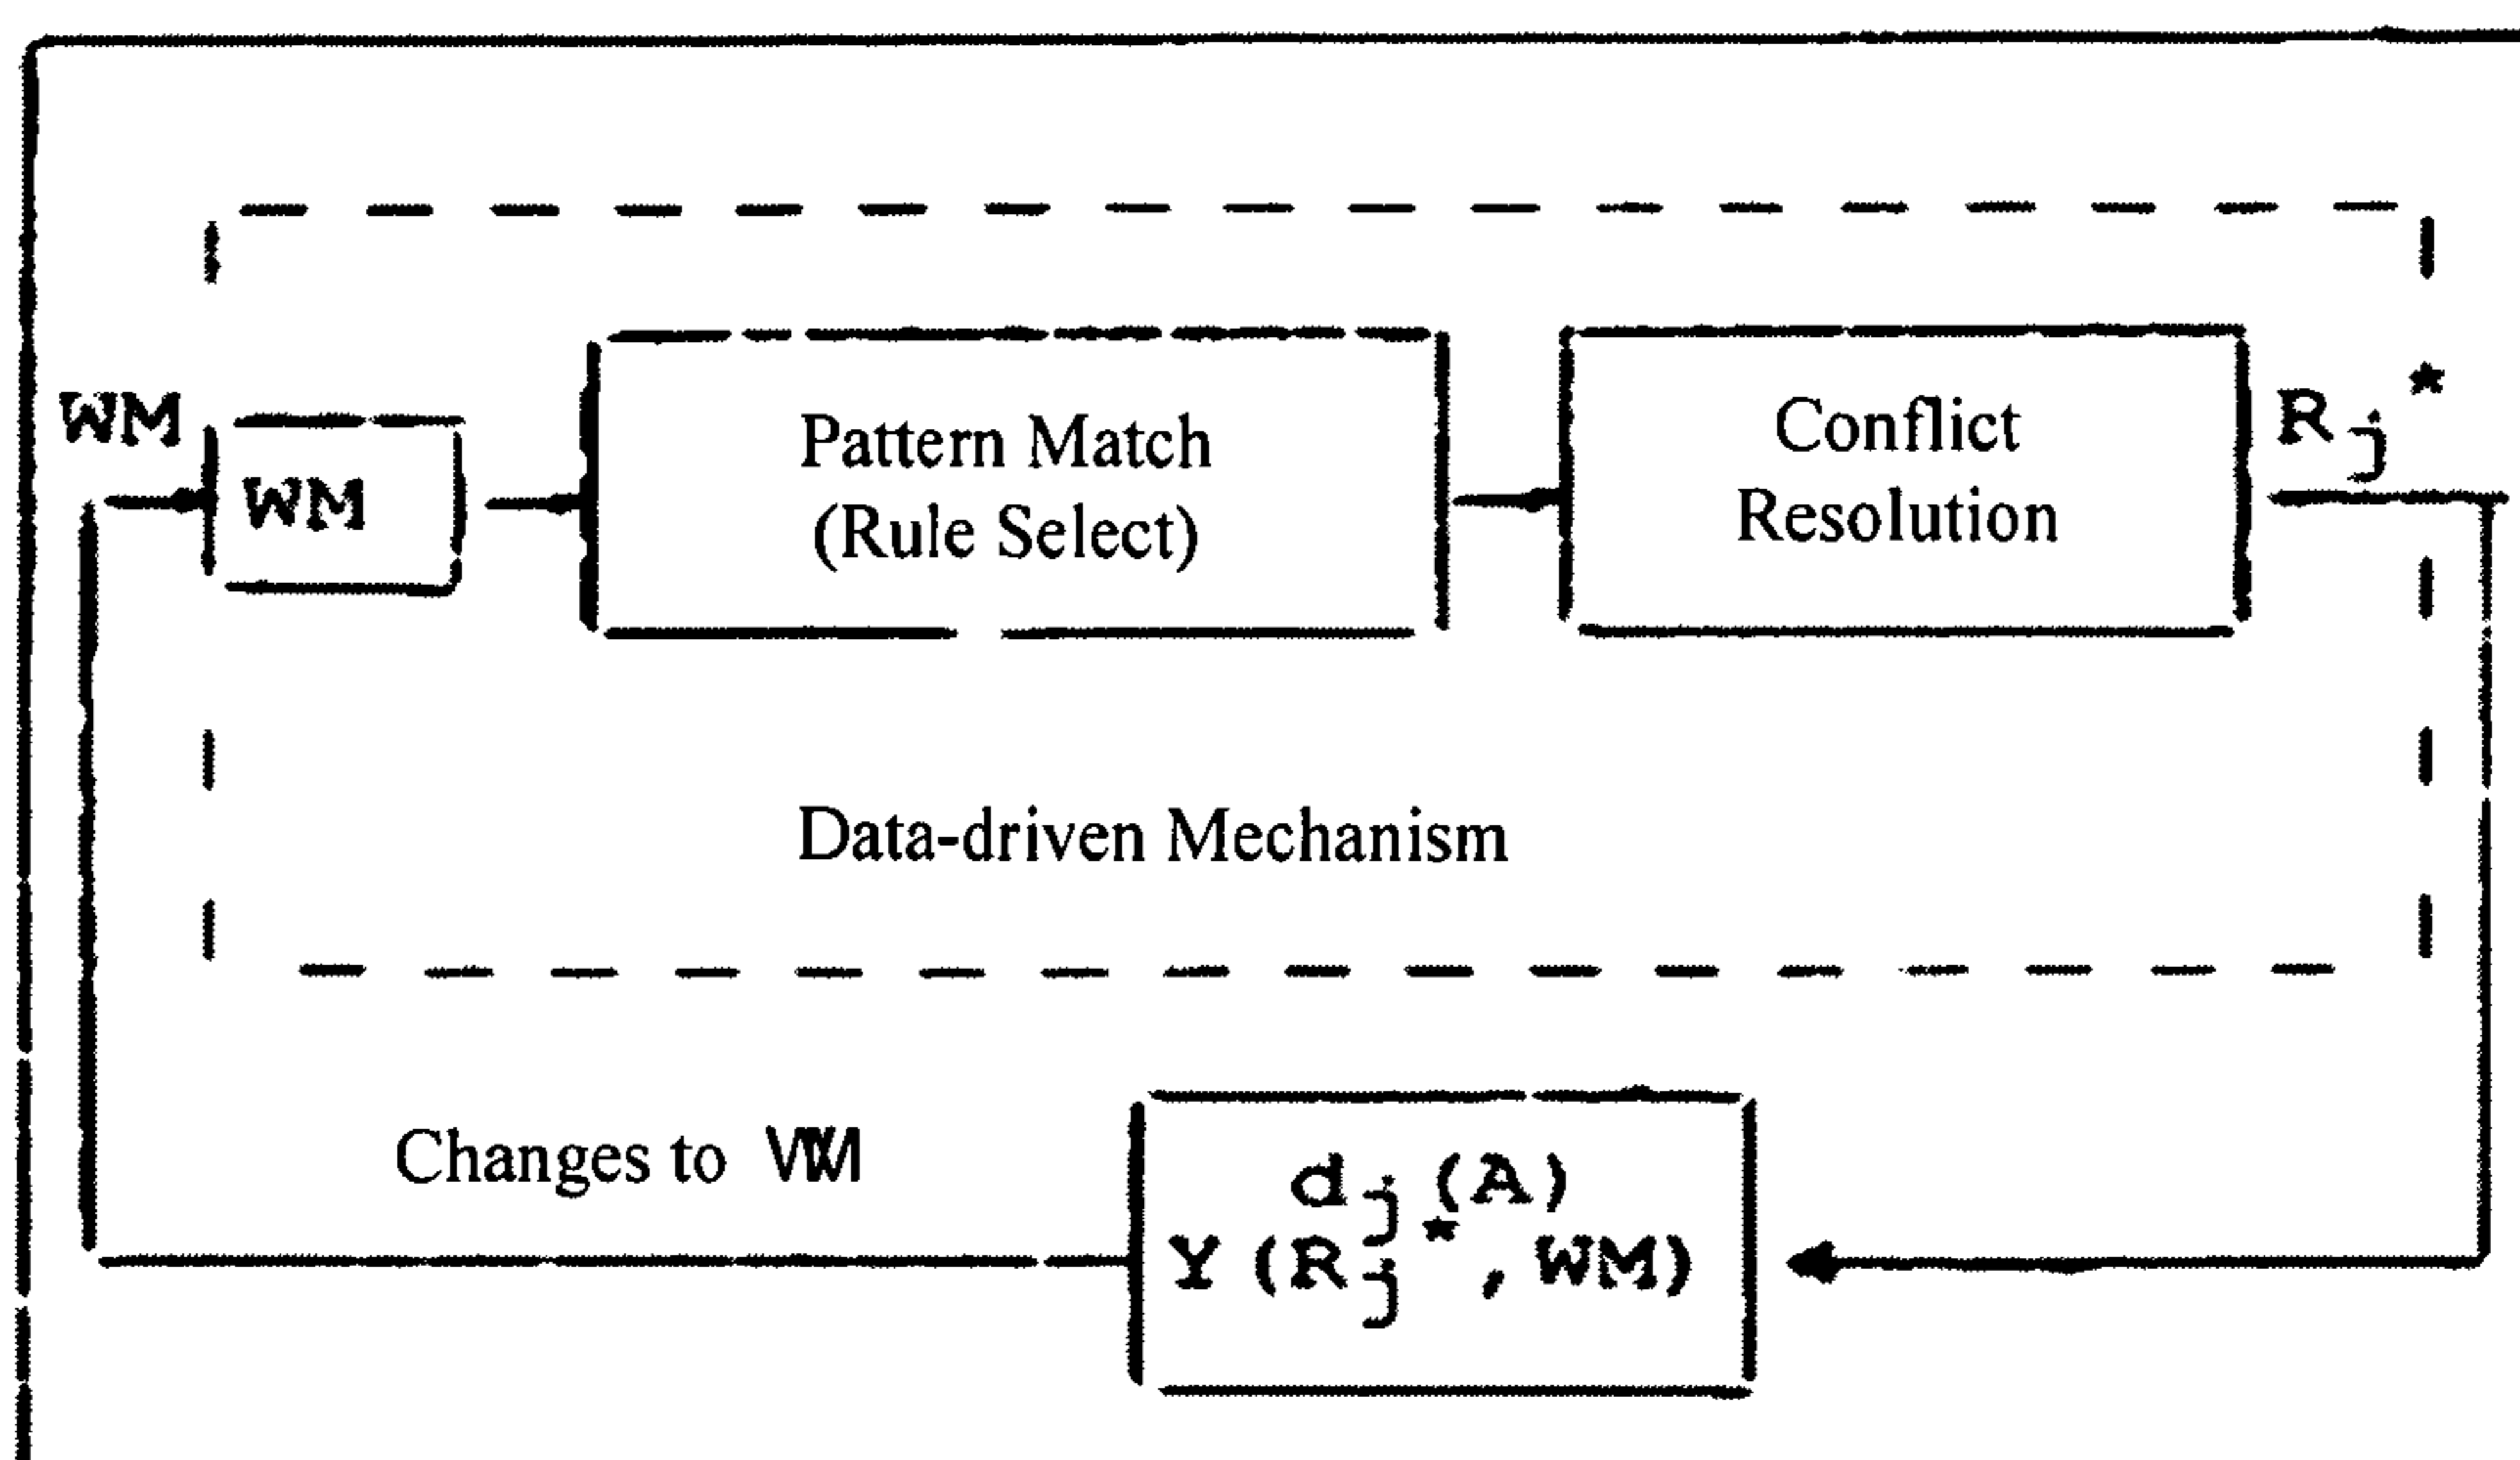 WM
WM
Pattern Match
(Rule Select)
Conflict
Resolution
Rj*
Data-driven Mechanism
Changes to WM
dj(A)
Y(Rj*, WM)